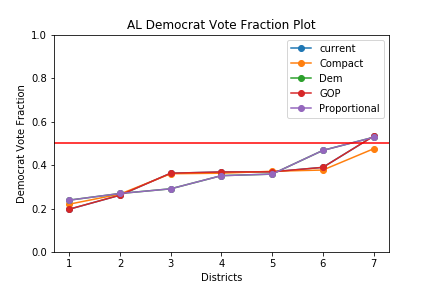 AL Democrat Vote Fraction Plot
1.0
0.8
0.6
0.4
0.2
0.0
Democrat Vote Fraction
current
Compact
Dem
GOP
Proportional
1 2 3 4 5 6 7
Districts